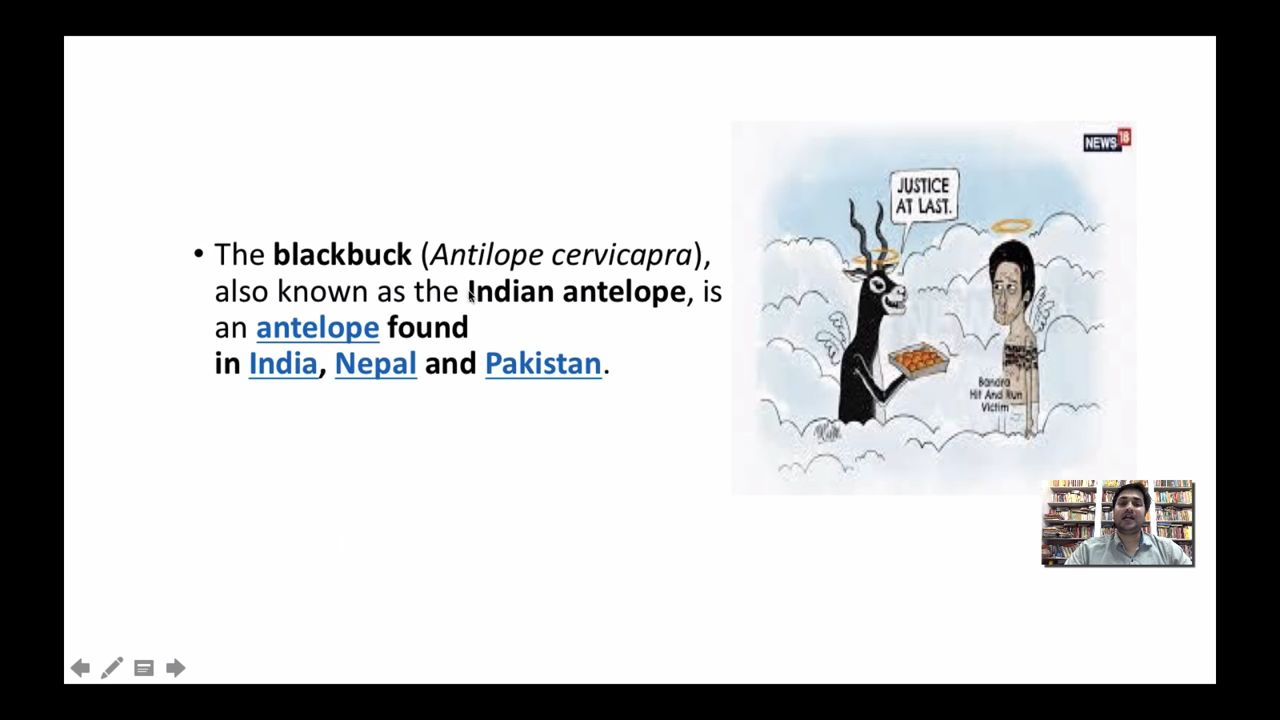 • The blackbuck (Antilope cervicapra),
also known as the Indian antelope, is
an antelope found
in India, Nepal and Pakistan.
NEWS 18
JUSTICE
AT LAST.
Bandra
Hit And Run
Victim